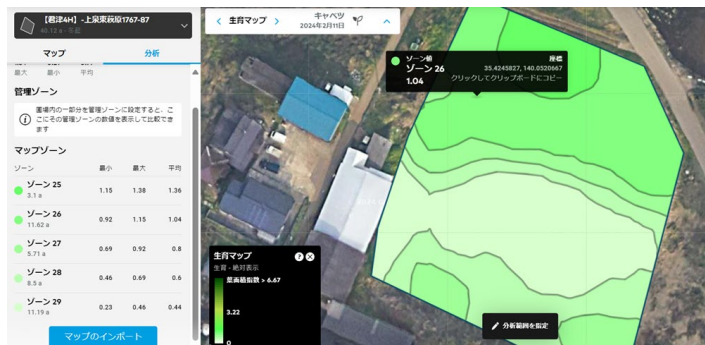 【君津4H】-上泉東萩原1767-87
40.12 a - 冬起
マップ
分析
最大 最小 平均
管理ゾーン
圃場内の一部分を管理ゾーンに設定すると、こ
こにその管理ゾーンの数値を表示して比較でき
ます
マップゾーン
ゾーン 最小 最大 平均
ゾーン 25
3.1 a
1.15 1.38 1.36
ゾーン 26
11.62 a
0.92 1.15 1.04
ゾーン 27
5.71 a
0.69 0.92 0.8
ゾーン 28
8.5 a
0.46 0.69 0.6
ゾーン 29
11.19 a
0.23 0.46 0.44
マップのインポート
生育マップ
キャベツ
2024年2月11日
ゾーン値 座標
ゾーン 26 35.4245827, 140.0520667
1.04 クリックしてクリップボードにコピー
生育マップ
生育・絶対表示
葉面積指数 > 6.67
3.22
0
分析範囲を指定